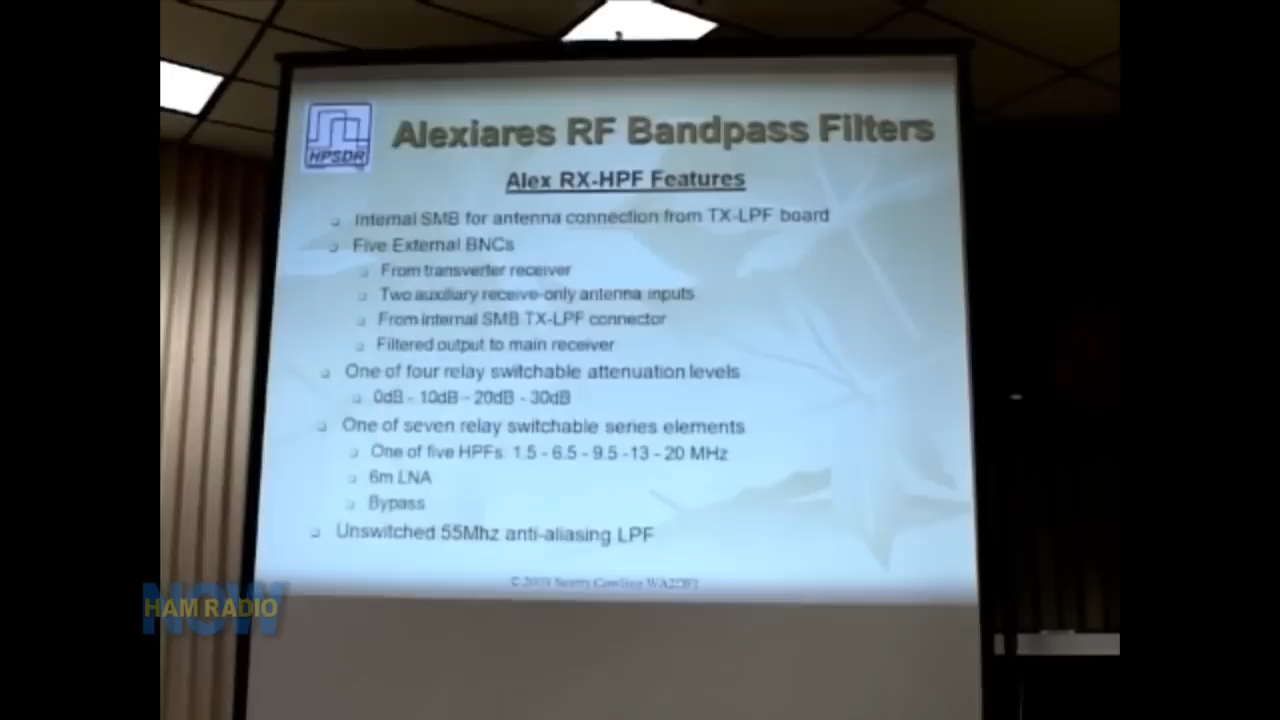 HPSDR
Alexiares RF Bandpass Filters
Alex RX-HPF Features
Internal SMB for antenna connection from TX-LPF board
Five External BNCs
From transverter receiver
Two auxiliary receive-only antenna inputs
From internal SMB TX-LPF connector
Filtered output to main receiver
One of four relay switchable attenuation levels
0dB - 10dB - 20dB - 30dB
One of seven relay switchable series elements
One of five HPFs: 1.5 - 6.5 - 9.5 -13 - 20 MHz
6m LNA
Bypass
Unswitched 55Mhz anti-aliasing LPF
©
HAM RADIO
NOW